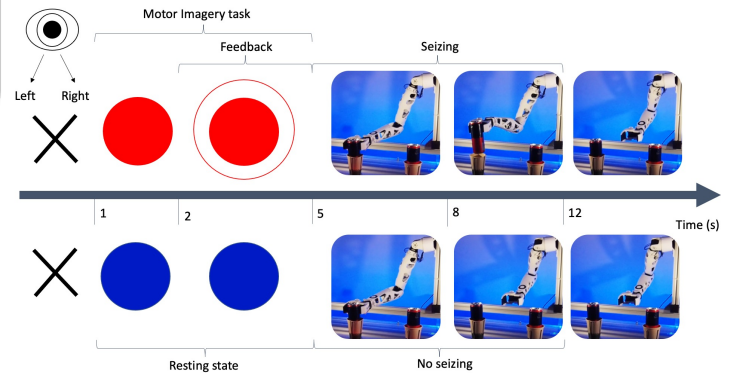 Motor Imagery task
Feedback
Seizing
Left
Right
1
2
5
8
12
Time (s)
Resting state
No seizing